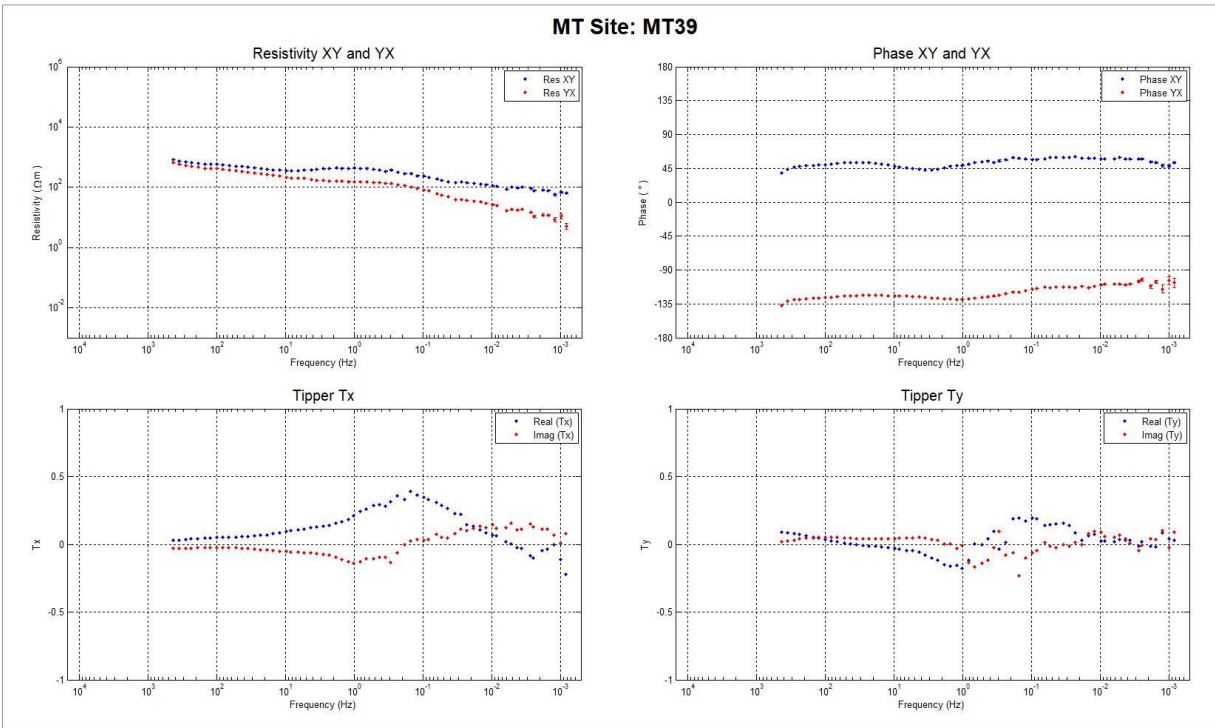 MT Site: MT39
Resistivity XY and YX
Res XY
Res YX
10^6
10^4
10^2
10^0
10^-2
Resistivity (Ωm)
10^4 10^3 10^2 10^1 10^0 10^-1 10^-2 10^-3
Frequency (Hz)
Phase XY and YX
Phase XY
Phase YX
180
135
90
45
0
-45
-90
-135
-180
Phase (°)
10^4 10^3 10^2 10^1 10^0 10^-1 10^-2 10^-3
Frequency (Hz)
Tipper Tx
Real (Tx)
Imag (Tx)
1
0.5
0
-0.5
-1
Tx
10^4 10^3 10^2 10^1 10^0 10^-1 10^-2 10^-3
Frequency (Hz)
Tipper Ty
Real (Ty)
Imag (Ty)
1
0.5
0
-0.5
-1
Ty
10^4 10^3 10^2 10^1 10^0 10^-1 10^-2 10^-3
Frequency (Hz)